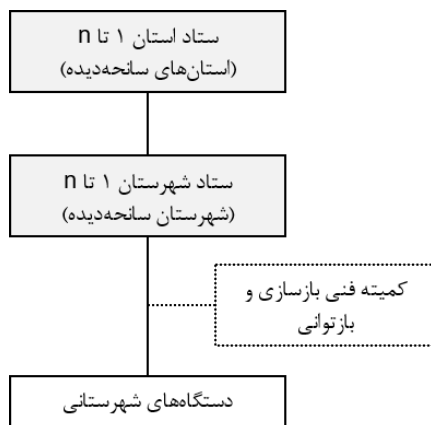 ستاد استان ۱ تا n
(استان‌های سانحه‌دیده)
ستاد شهرستان ۱ تا n
(شهرستان سانحه‌دیده)
کمیته فنی بازسازی و
بازتوانی
دستگاه‌های شهرستانی